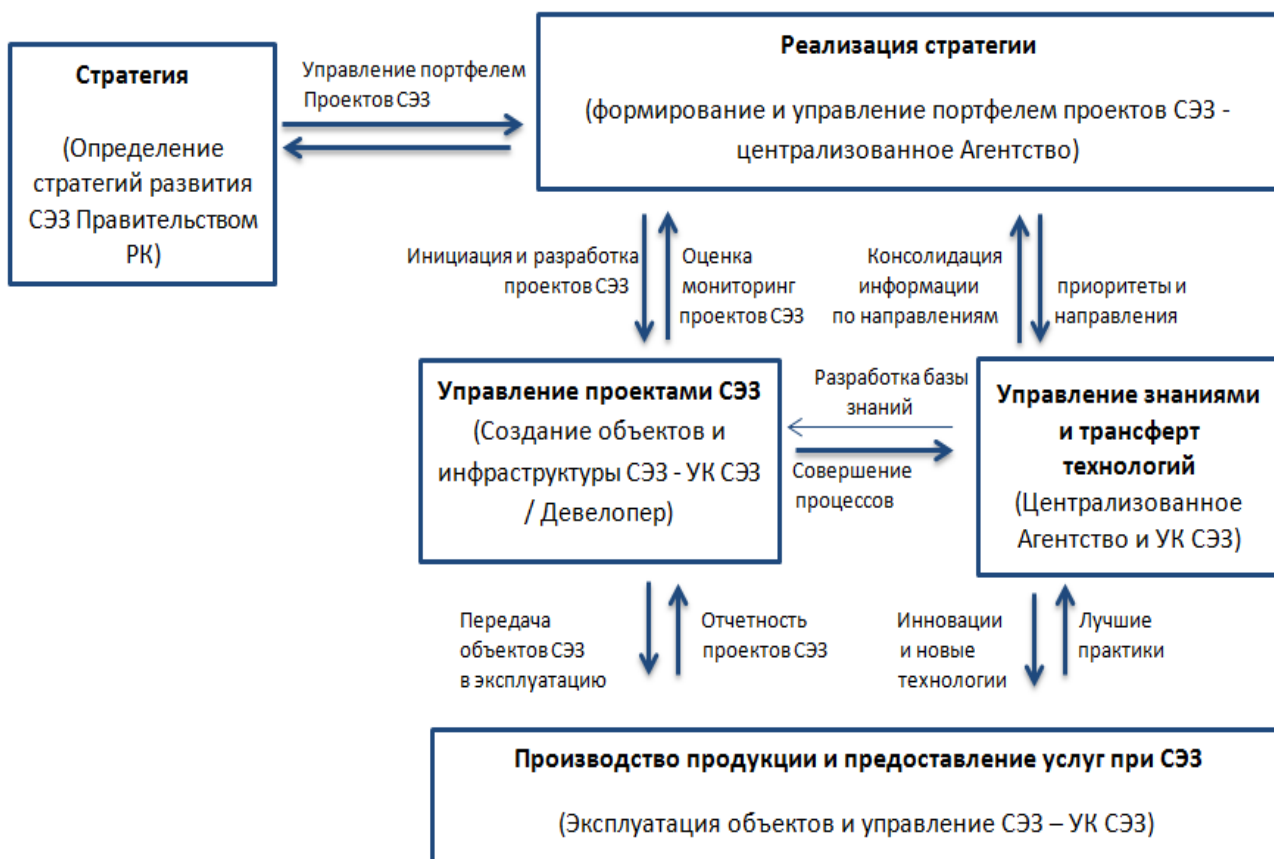 Стратегия
(Определение
стратегий развития
СЭЗ Правительством
РК)
Управление портфелем
Проектов СЭЗ
Реализация стратегии
(формирование и управление портфелем проектов СЭЗ -
централизованное Агентство)
Инициация и разработка
проектов СЭЗ
Оценка
мониторинг
проектов СЭЗ
Консолидация
информации
по направлениям
приоритеты и
направления
Управление проектами СЭЗ
(Создание объектов и
инфраструктуры СЭЗ - УК СЭЗ
/ Девелопер)
Разработка базы
знаний
Совершение
процессов
Управление знаниями
и трансферт
технологий
(Централизованное
Агентство и УК СЭЗ)
Передача
объектов СЭЗ
в эксплуатацию
Отчетность
проектов СЭЗ
Инновации
и новые
технологии
Лучшие
практики
Производство продукции и предоставление услуг при СЭЗ
(Эксплуатация объектов и управление СЭЗ – УК СЭЗ)